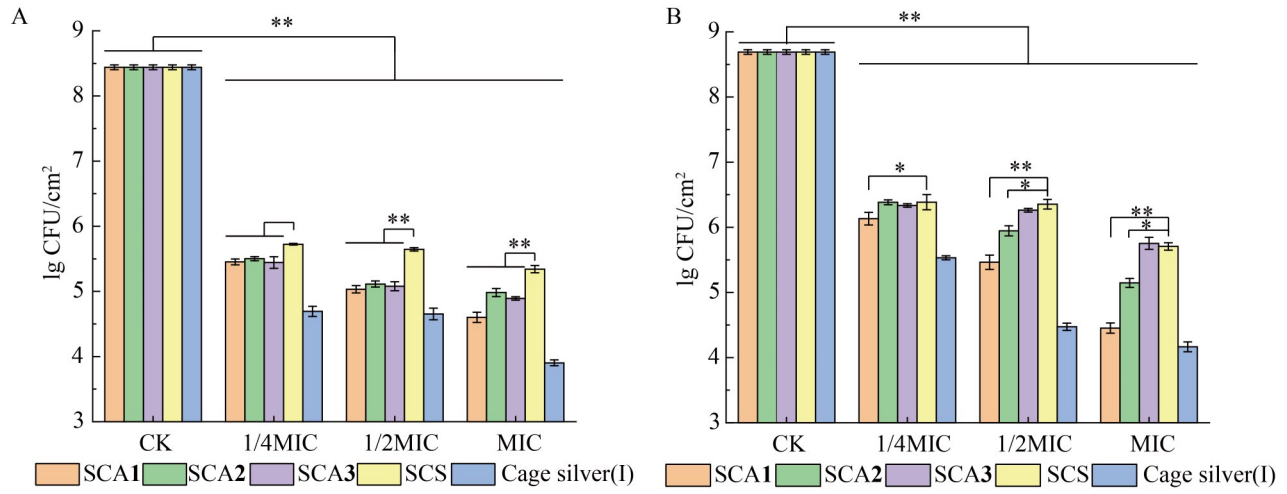 A
**
9
8
7
6
5
4
3
lg CFU/cm²
**
**
CK 1/4MIC 1/2MIC MIC
SCA1 SCA2 SCA3 SCS Cage silver(I)
B
**
9
8
7
6
5
4
3
lg CFU/cm²
*
**
*
**
*
CK 1/4MIC 1/2MIC MIC
SCA1 SCA2 SCA3 SCS Cage silver(I)